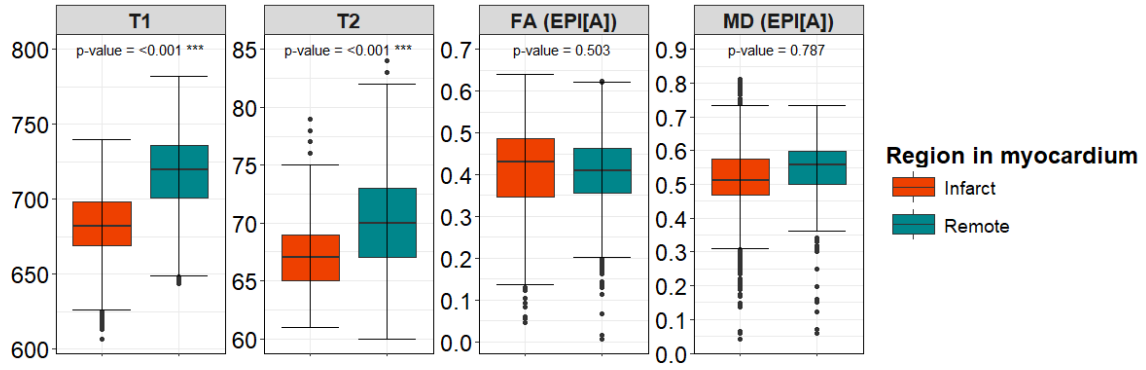 T1
T2
FA (EPI[A])
MD (EPI[A])
p-value = <0.001 ***
p-value = <0.001 ***
p-value = 0.503
p-value = 0.787
800
750
700
650
600
85
80
75
70
65
60
0.7
0.6
0.5
0.4
0.3
0.2
0.1
0.0
0.9
0.8
0.7
0.6
0.5
0.4
0.3
0.2
0.1
0.0
Region in myocardium
Infarct
Remote